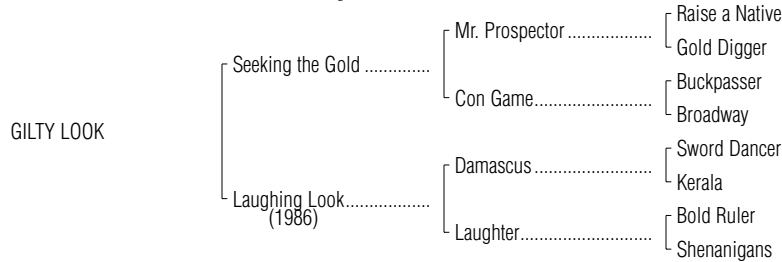 Raise a Native
Mr. Prospector ...................
Gold Digger
Seeking the Gold ..............
Buckpasser
Con Game..........................
Broadway
GILTY LOOK
Sword Dancer
Damascus ..........................
Kerala
Laughing Look..................
(1986)
Bold Ruler
Laughter.............................
Shenanigans